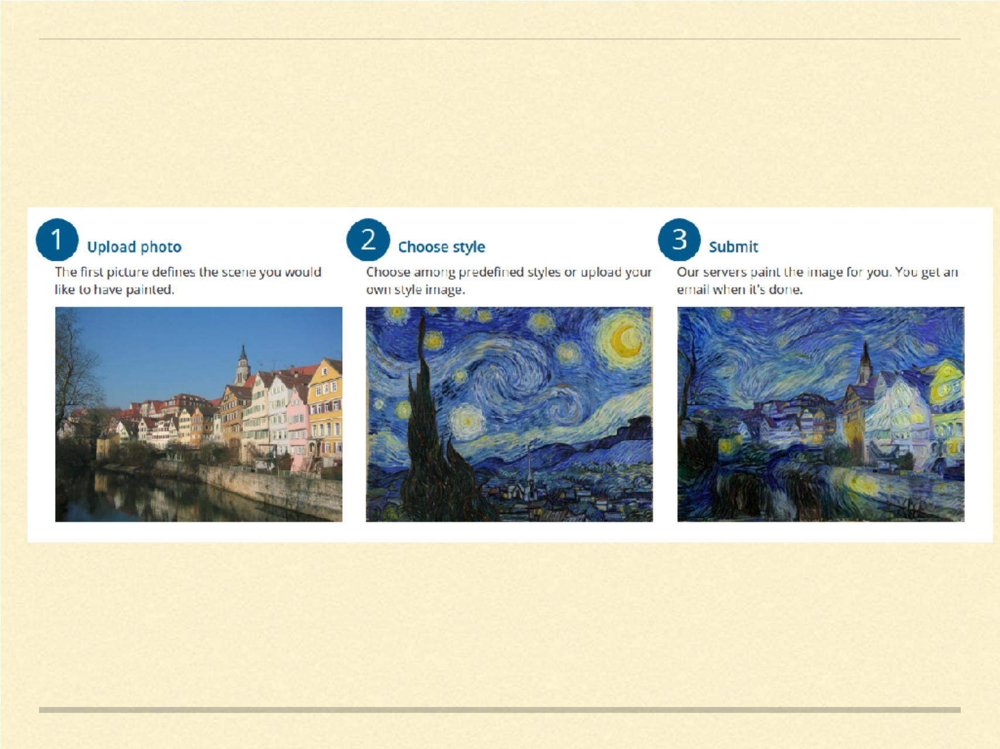 1 Upload photo
The first picture defines the scene you would
like to have painted.
2 Choose style
Choose among predefined styles or upload your
own style image.
3 Submit
Our servers paint the image for you. You get an
email when it's done.